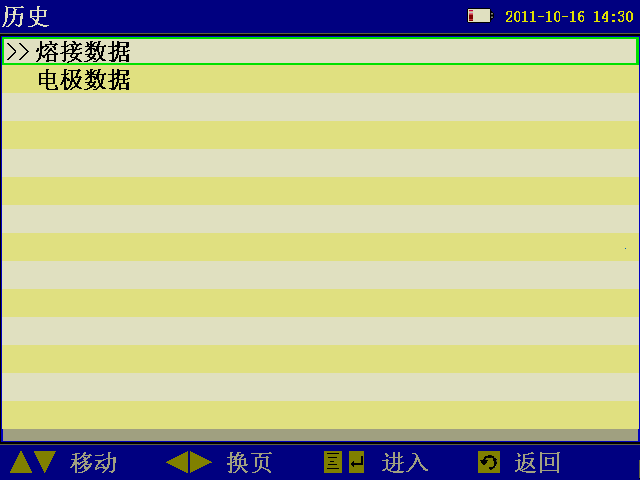 历史 2011-10-16 14:30
>> 熔接数据
电极数据
移动 换页 进入 返回